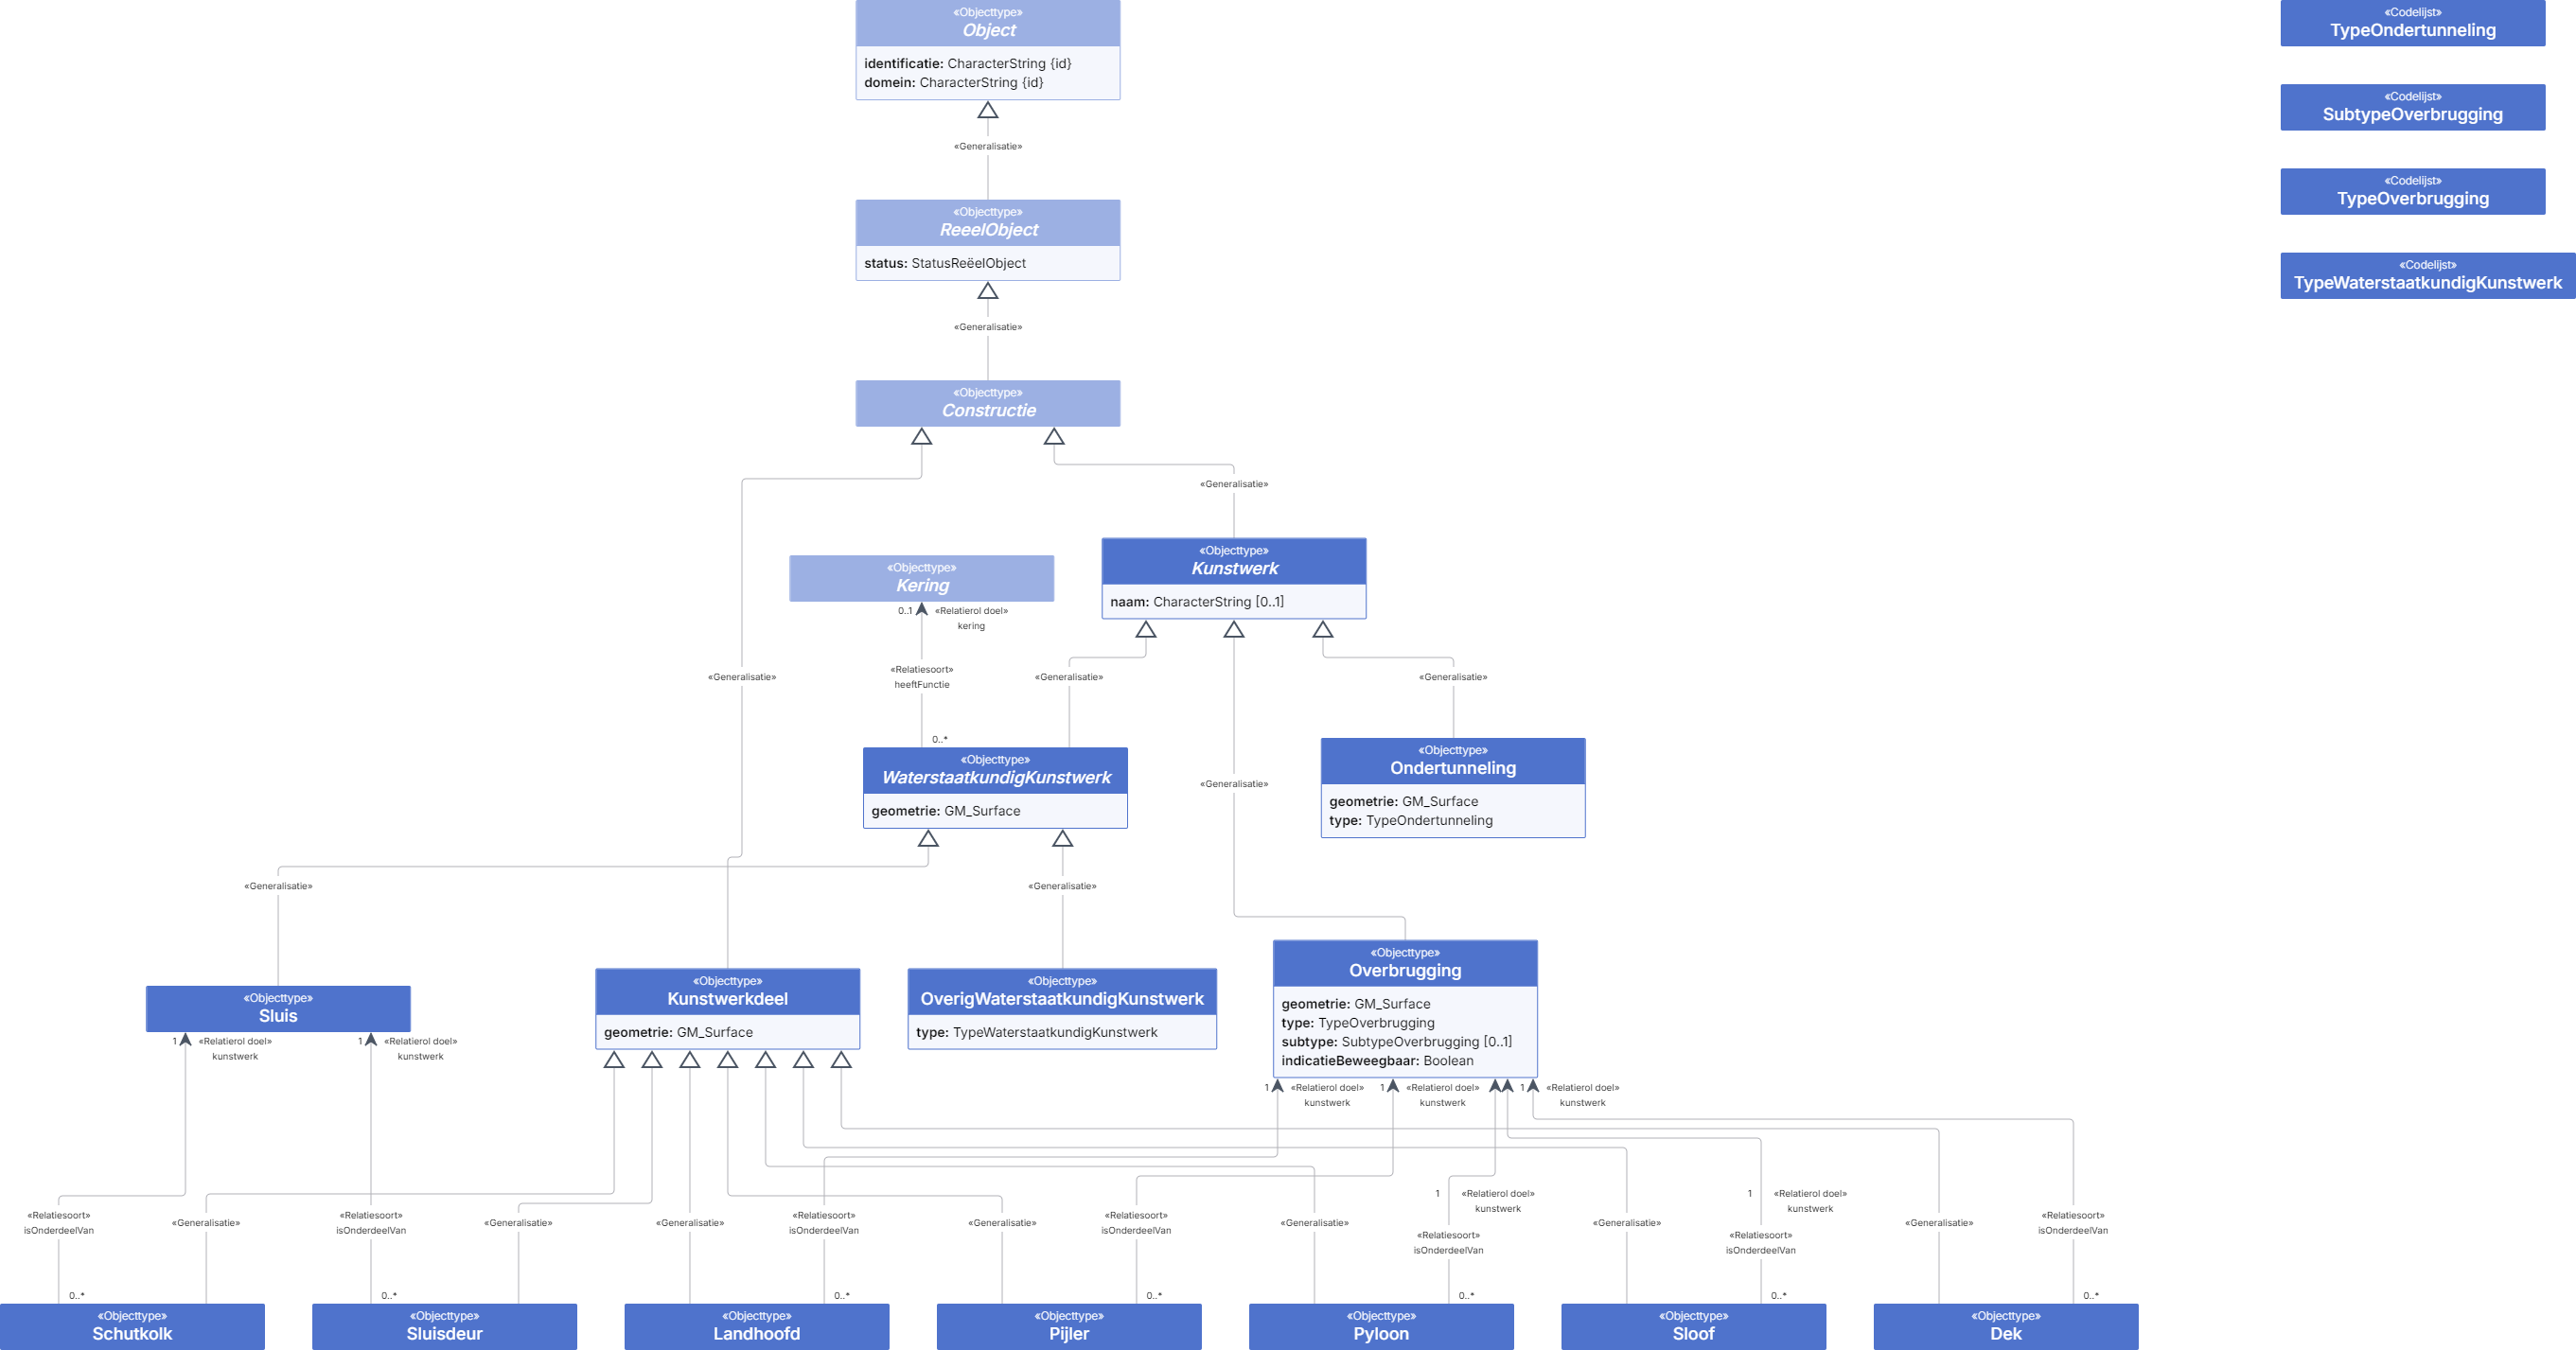 «Objecttype»
Object
identificatie: CharacterString {id}
domein: CharacterString {id}
«Codelijst»
TypeOndertunneling
«Codelijst»
SubtypeOverbrugging
«Codelijst»
TypeOverbrugging
«Codelijst»
TypeWaterstaatkundigKunstwerk
«Generalisatie»
«Objecttype»
ReeelObject
status: StatusReëelObject
«Generalisatie»
«Objecttype»
Constructie
«Generalisatie»
«Objecttype»
Kering
0..1
«Relatierol doel»
kering
«Objecttype»
Kunstwerk
naam: CharacterString [0..1]
«Generalisatie»
«Relatiesoort»
heeftFunctie
«Generalisatie»
«Generalisatie»
0..*
«Objecttype»
WaterstaatkundigKunstwerk
geometrie: GM_Surface
«Generalisatie»
«Objecttype»
Ondertunneling
geometrie: GM_Surface
type: TypeOndertunneling
«Generalisatie»
«Generalisatie»
«Objecttype»
Sluis
«Objecttype»
Kunstwerkdeel
geometrie: GM_Surface
«Objecttype»
OverigWaterstaatkundigKunstwerk
type: TypeWaterstaatkundigKunstwerk
«Objecttype»
Overbrugging
geometrie: GM_Surface
type: TypeOverbrugging
subtype: SubtypeOverbrugging [0..1]
indicatieBeweegbaar: Boolean
1
«Relatierol doel»
kunstwerk
1
«Relatierol doel»
kunstwerk
1
«Relatierol doel»
kunstwerk
1
«Relatierol doel»
kunstwerk
1
«Relatierol doel»
kunstwerk
1
«Relatierol doel»
kunstwerk
1
«Relatierol doel»
kunstwerk
«Relatiesoort»
isOnderdeelVan
«Generalisatie»
«Relatiesoort»
isOnderdeelVan
«Generalisatie»
«Generalisatie»
«Relatiesoort»
isOnderdeelVan
«Generalisatie»
«Relatiesoort»
isOnderdeelVan
«Generalisatie»
«Relatiesoort»
isOnderdeelVan
«Generalisatie»
«Relatiesoort»
isOnderdeelVan
«Generalisatie»
«Relatiesoort»
isOnderdeelVan
0..*
0..*
0..*
0..*
0..*
0..*
0..*
«Objecttype»
Schutkolk
«Objecttype»
Sluisdeur
«Objecttype»
Landhoofd
«Objecttype»
Pijler
«Objecttype»
Pyloon
«Objecttype»
Sloof
«Objecttype»
Dek